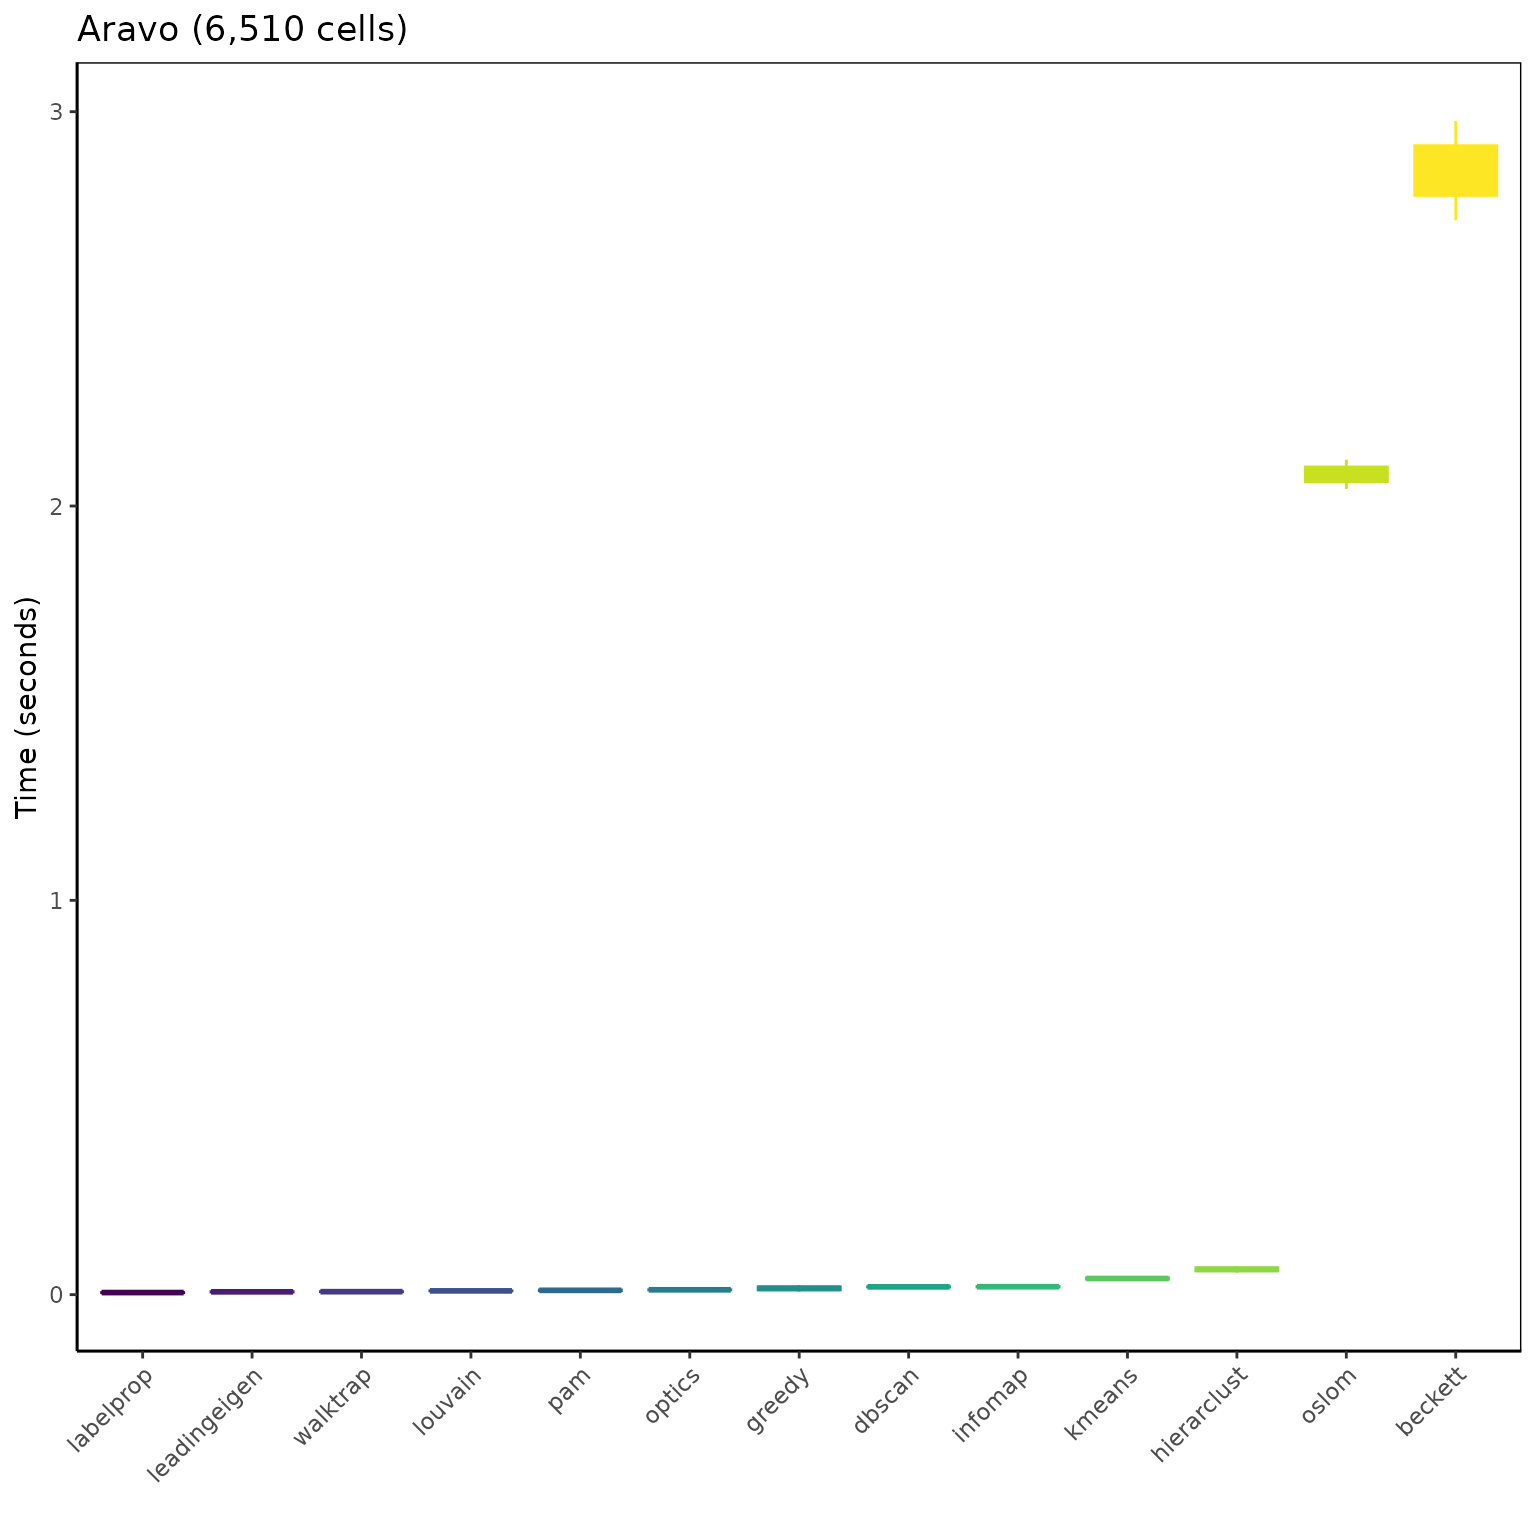 Aravo (6,510 cells)
Time (seconds)
3
2
1
0
labelprop
leadingeigen
walktrap
louvain
pam
optics
greedy
dbscan
infomap
kmeans
hierarclust
oslom
beckett